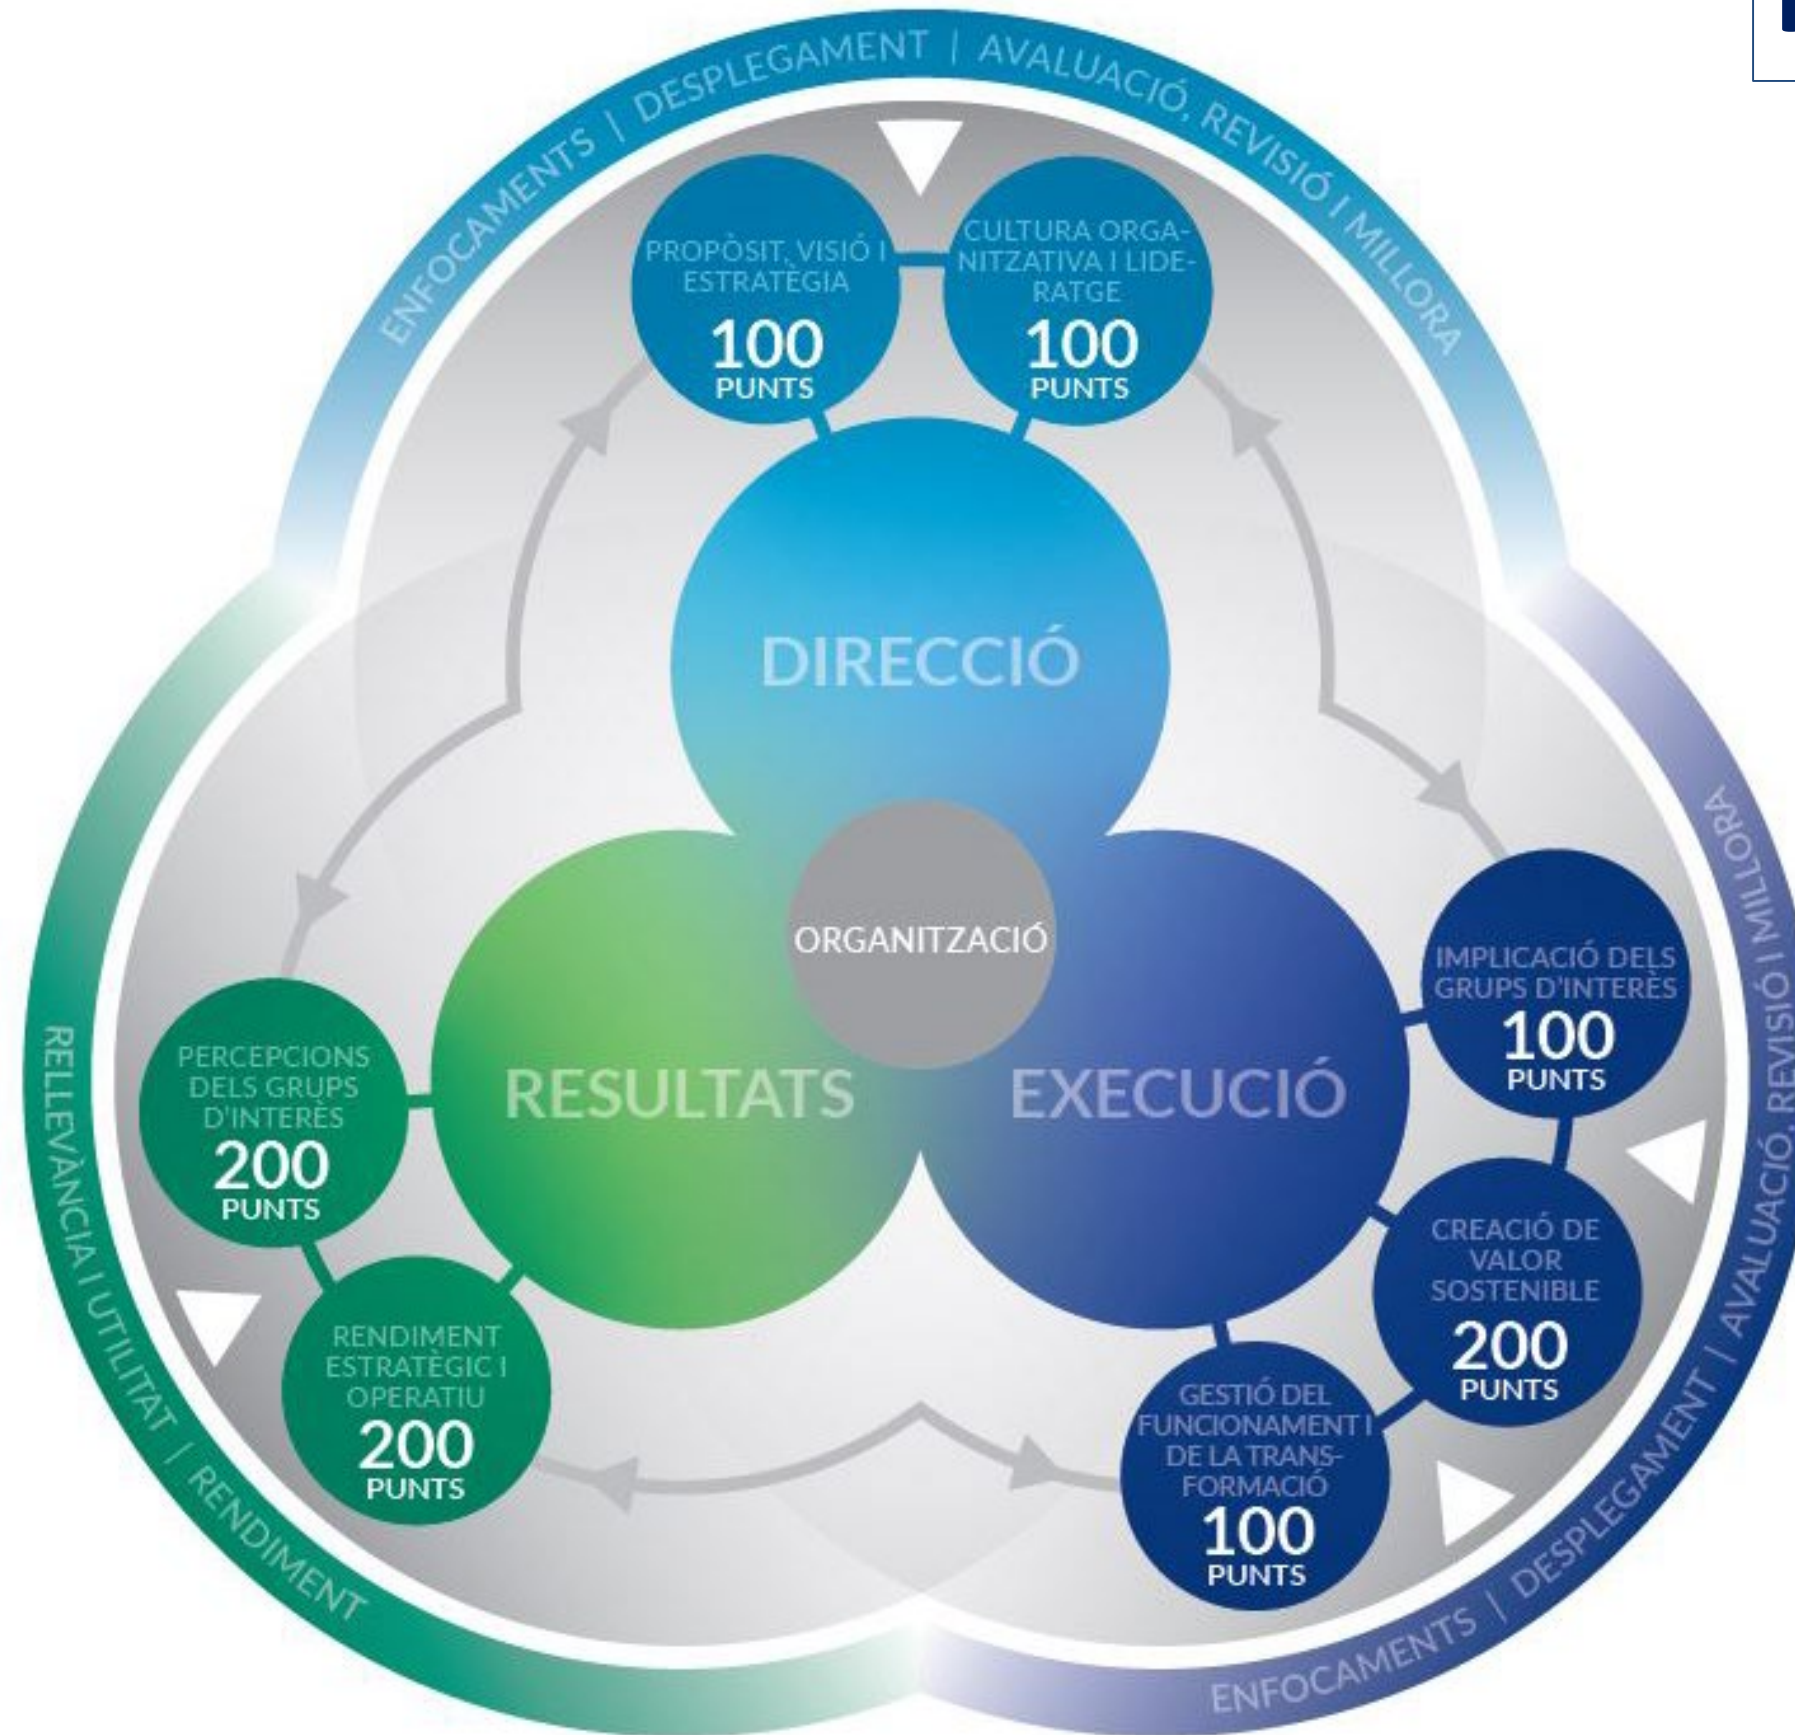 ENFOCAMENTS | DESPLEGAMENT | AVALUACIÓ, REVISIÓ I MILLORA
PROPÒSIT, VISIÓ I
ESTRATÈGIA
100
PUNTS
CULTURA ORGA-
NITZATIVA I LIDE-
RATGE
100
PUNTS
DIRECCIÓ
ORGANITZACIÓ
RESULTATS
EXECUCIÓ
IMPLICACIÓ DELS
GRUPS D'INTERÈS
100
PUNTS
CREACIÓ DE
VALOR
SOSTENIBLE
200
PUNTS
GESTIÓ DEL
FUNCIONAMENT I
DE LA TRANS-
FORMACIÓ
100
PUNTS
PERCEPCIONS
DELS GRUPS
D'INTERÈS
200
PUNTS
RENDIMENT
ESTRATÈGIC I
OPERATIU
200
PUNTS
RELLEVÀNCIA I UTILITAT | RENDIMENT
ENFOCAMENTS | DESPLEGAMENT | AVALUACIÓ, REVISIÓ I MILLORA